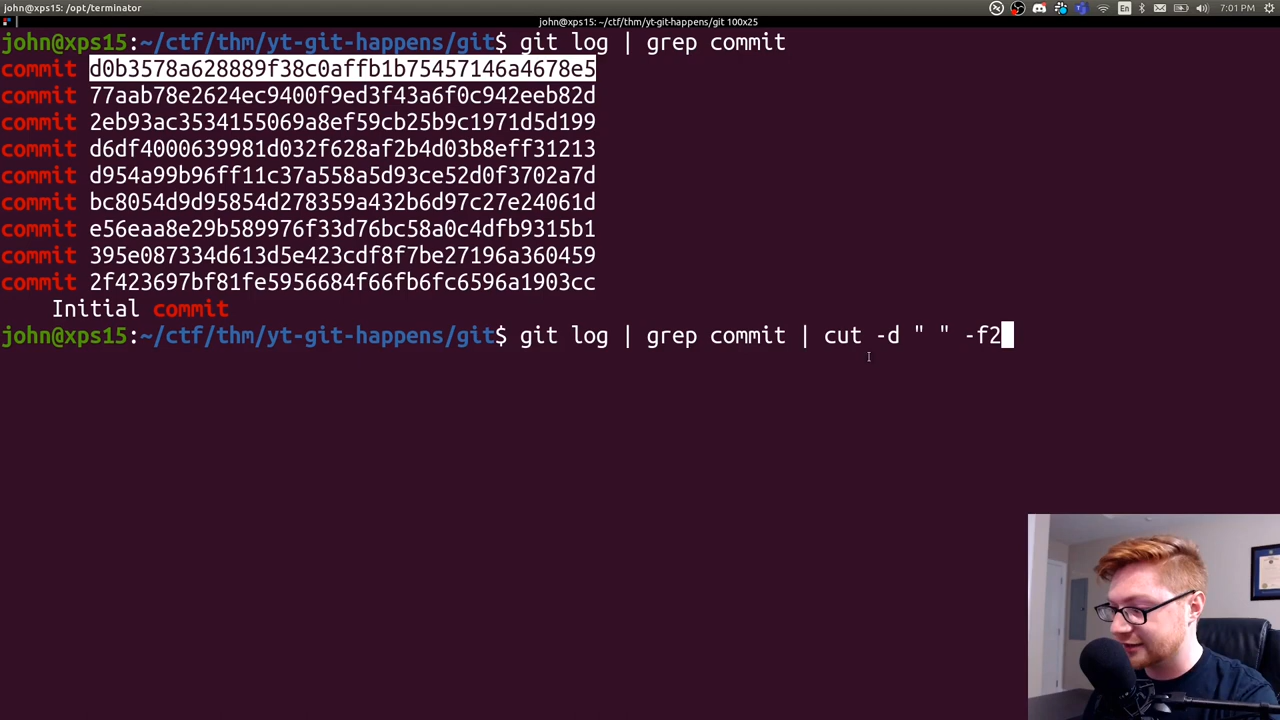 john@xps15: /opt/terminator
En
7:01 PM
john@xps15: ~/ctf/thm/yt-git-happens/git 100x25
john@xps15:~/ctf/thm/yt-git-happens/git$ git log | grep commit
commit d0b3578a628889f38c0affb1b75457146a4678e5
commit 77aab78e2624ec9400f9ed3f43a6f0c942eeb82d
commit 2eb93ac3534155069a8ef59cb25b9c1971d5d199
commit d6df4000639981d032f628af2b4d03b8eff31213
commit d954a99b96ff11c37a558a5d93ce52d0f3702a7d
commit bc8054d9d95854d278359a432b6d97c27e24061d
commit e56eaa8e29b589976f33d76bc58a0c4dfb9315b1
commit 395e087334d613d5e423cdf8f7be27196a360459
commit 2f423697bf81fe5956684f66fb6fc6596a1903cc
Initial commit
john@xps15:~/ctf/thm/yt-git-happens/git$ git log | grep commit | cut -d " " -f2